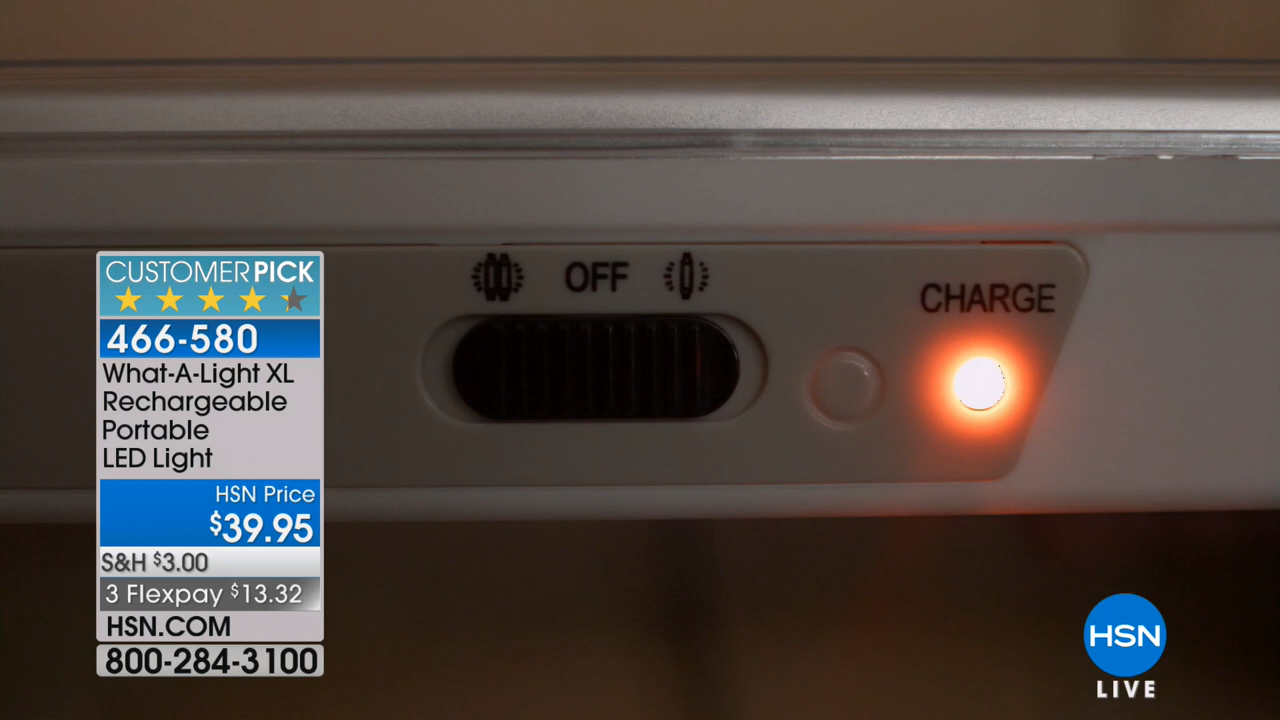 CUSTOMER PICK
466-580
What-A-Light XL
Rechargeable
Portable
LED Light
HSN Price
$39.95
S&H $3.00
3 Flexpay $13.32
HSN.COM
800-284-3100
OFF
CHARGE
HSN
LIVE